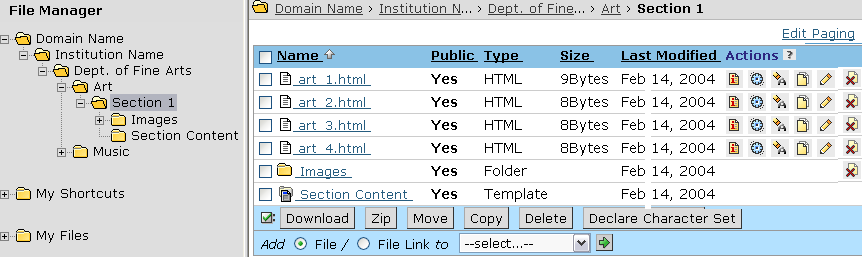 File Manager
Domain Name
Institution Name
Dept. of Fine Arts
Art
Section 1
Images
Section Content
Music
My Shortcuts
My Files
Domain Name › Institution N... › Dept. of Fine... › Art › Section 1
Edit Paging
Name Public Type Size Last Modified Actions ?
art_1.html Yes HTML 9Bytes Feb 14, 2004
art_2.html Yes HTML 8Bytes Feb 14, 2004
art_3.html Yes HTML 8Bytes Feb 14, 2004
art_4.html Yes HTML 8Bytes Feb 14, 2004
Images Yes Folder Feb 14, 2004
Section Content Yes Template Feb 14, 2004
Download Zip Move Copy Delete Declare Character Set
Add File / File Link to --select...--